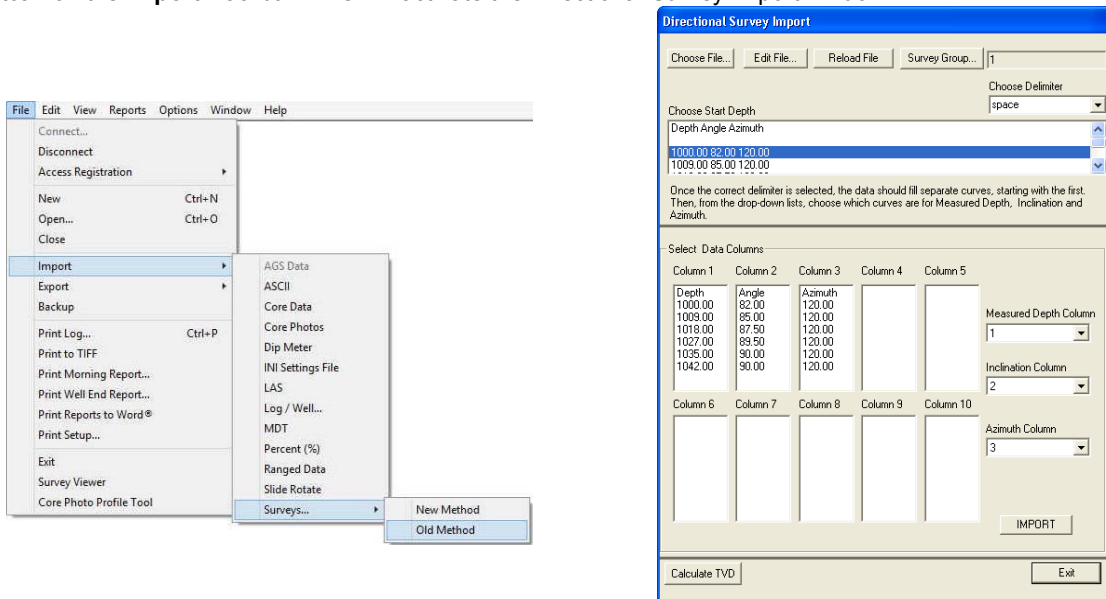 Directional Survey Import
Choose File... Edit File... Reload File Survey Group... 1
Choose Delimiter
space
Choose Start Depth
Depth Angle Azimuth
1000.00 82.00 120.00
1009.00 85.00 120.00
Once the correct delimiter is selected, the data should fill separate curves, starting with the first.
Then, from the drop-down lists, choose which curves are for Measured Depth, Inclination and
Azimuth.
Select Data Columns
Column 1 Column 2 Column 3 Column 4 Column 5
Depth Angle Azimuth
1000.00 82.00 120.00
1009.00 85.00 120.00
1018.00 87.50 120.00
1027.00 89.50 120.00
1035.00 90.00 120.00
1042.00 90.00 120.00
Measured Depth Column
1
Inclination Column
2
Column 6 Column 7 Column 8 Column 9 Column 10
Azimuth Column
3
IMPORT
Calculate TVD Exit
File Edit View Reports Options Window Help
Connect...
Disconnect
Access Registration
New Ctrl+N
Open... Ctrl+O
Close
Import
Export
Backup
Print Log... Ctrl+P
Print to TIFF
Print Morning Report...
Print Well End Report...
Print Reports to Word®
Print Setup...
Exit
Survey Viewer
Core Photo Profile Tool
AGS Data
ASCII
Core Data
Core Photos
Dip Meter
INI Settings File
LAS
Log / Well...
MDT
Percent (%)
Ranged Data
Slide Rotate
Surveys...
New Method
Old Method